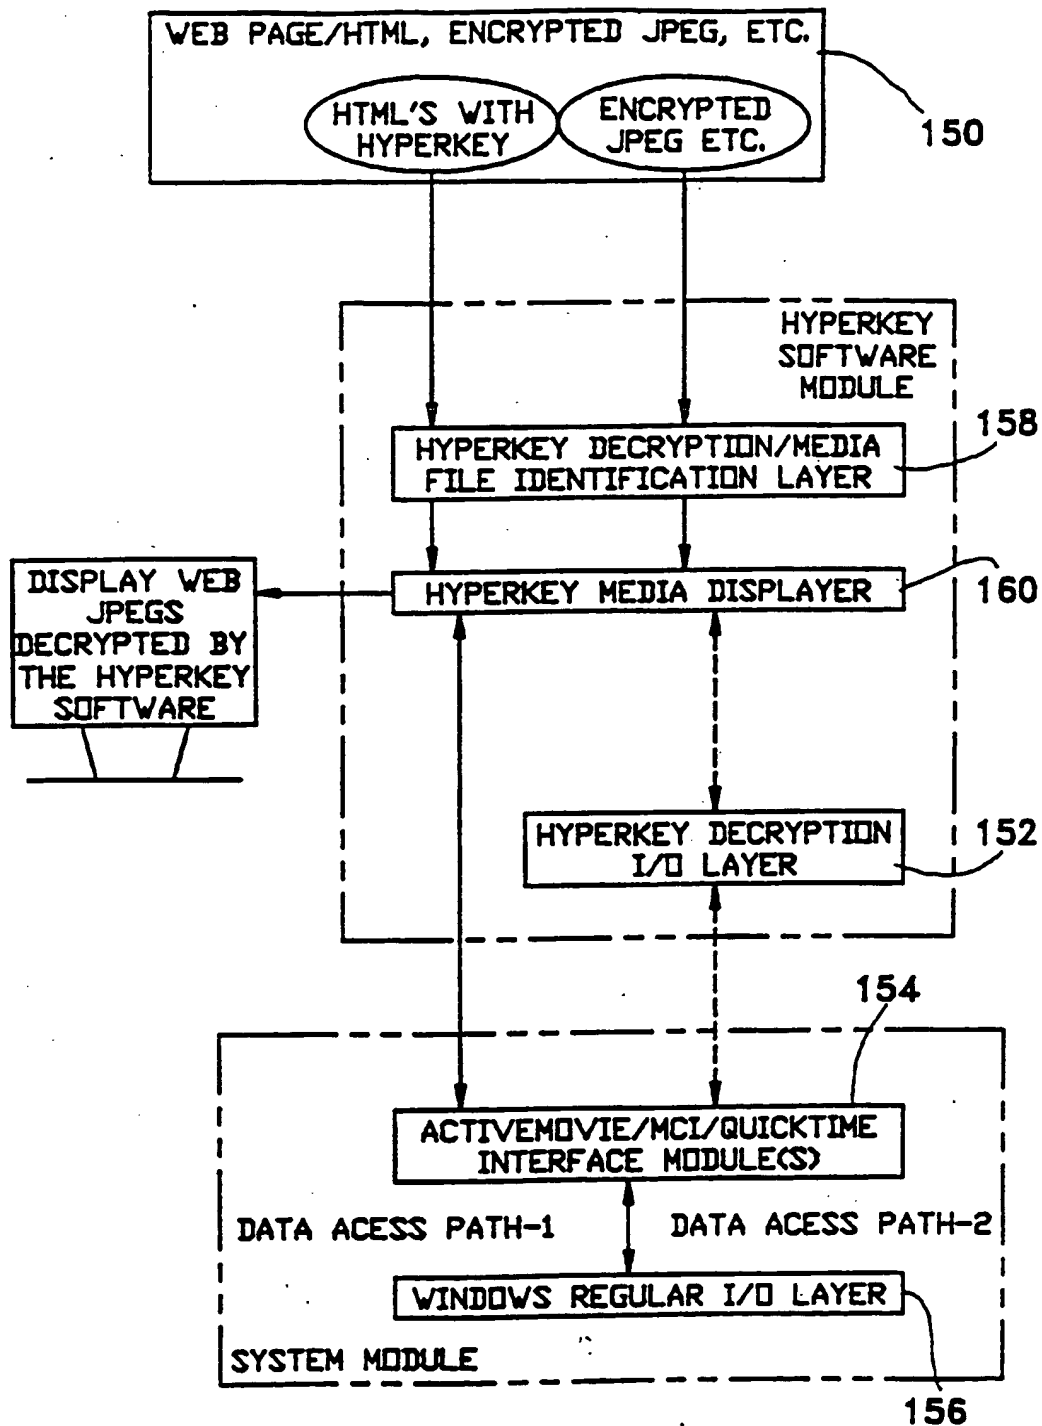 WEB PAGE/HTML, ENCRYPTED JPEG, ETC.
HTML'S WITH
HYPERKEY
ENCRYPTED
JPEG ETC.
150
HYPERKEY
SOFTWARE
MODULE
158
HYPERKEY DECRYPTION/MEDIA
FILE IDENTIFICATION LAYER
HYPERKEY MEDIA DISPLAYER
160
DISPLAY WEB
JPEGS
DECRYPTED BY
THE HYPERKEY
SOFTWARE
HYPERKEY DECRYPTION
I/O LAYER
152
154
ACTIVEMOVIE/MCI/QUICKTIME
INTERFACE MODULE(S)
DATA ACESS PATH-1
DATA ACESS PATH-2
WINDOWS REGULAR I/O LAYER
SYSTEM MODULE
156